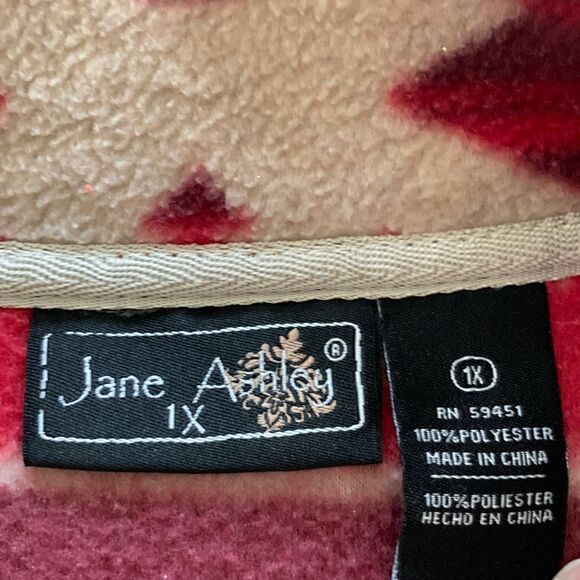 Jane Ashley®
1X
1X
RN 59451
100%POLYESTER
MADE IN CHINA
100%POLIESTER
HECHO EN CHINA